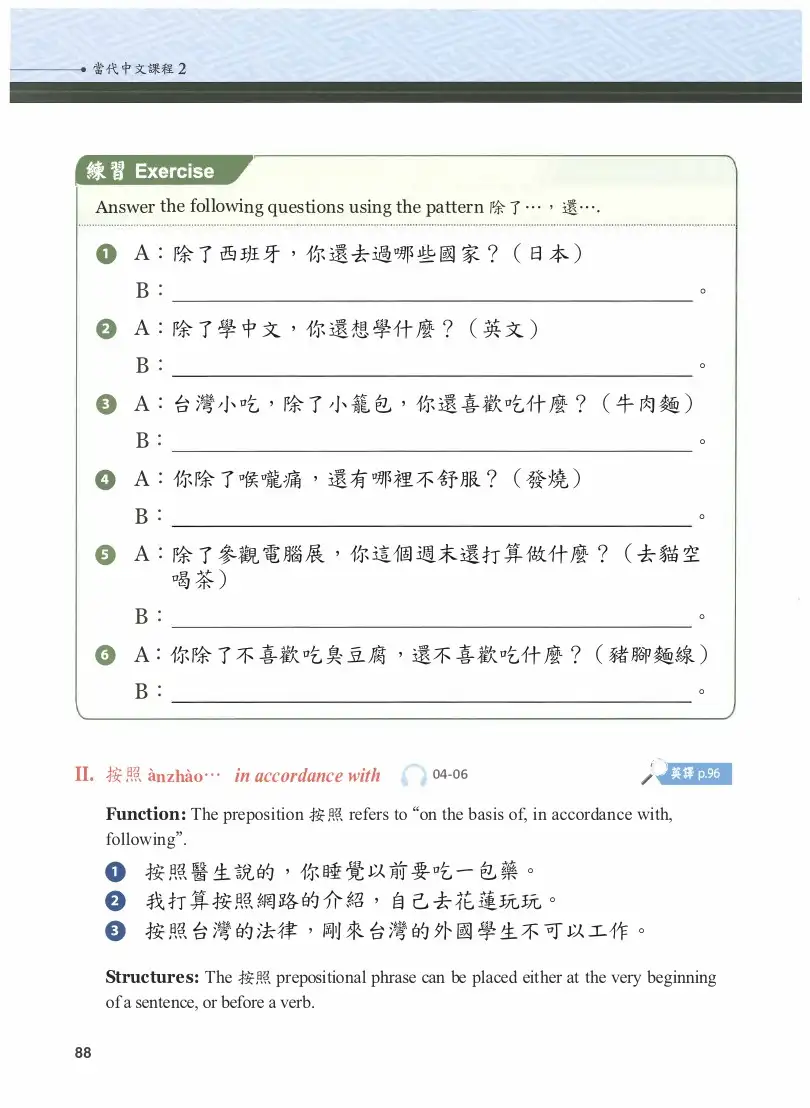 當代中文課程 2
練習 Exercise
Answer the following questions using the pattern 除了…，還….
1 A：除了西班牙，你還去過哪些國家？（日本）
B：。
2 A：除了學中文，你還想學什麼？（英文）
B：。
3 A：台灣小吃，除了小籠包，你還喜歡吃什麼？（牛肉麵）
B：。
4 A：你除了喉嚨痛，還有哪裡不舒服？（發燒）
B：。
5 A：除了參觀電腦展，你這個週末還打算做什麼？（去貓空
喝茶）
B：。
6 A：你除了不喜歡吃臭豆腐，還不喜歡吃什麼？（豬腳麵線）
B：。
II. 按照 ànzhào… in accordance with 04-06 英譯 p.96
Function: The preposition 按照 refers to “on the basis of, in accordance with,
following”.
1 按照醫生說的，你睡覺以前要吃一包藥。
2 我打算按照網路的介紹，自己去花蓮玩玩。
3 按照台灣的法律，剛來台灣的外國學生不可以工作。
Structures: The 按照 prepositional phrase can be placed either at the very beginning
of a sentence, or before a verb.
88